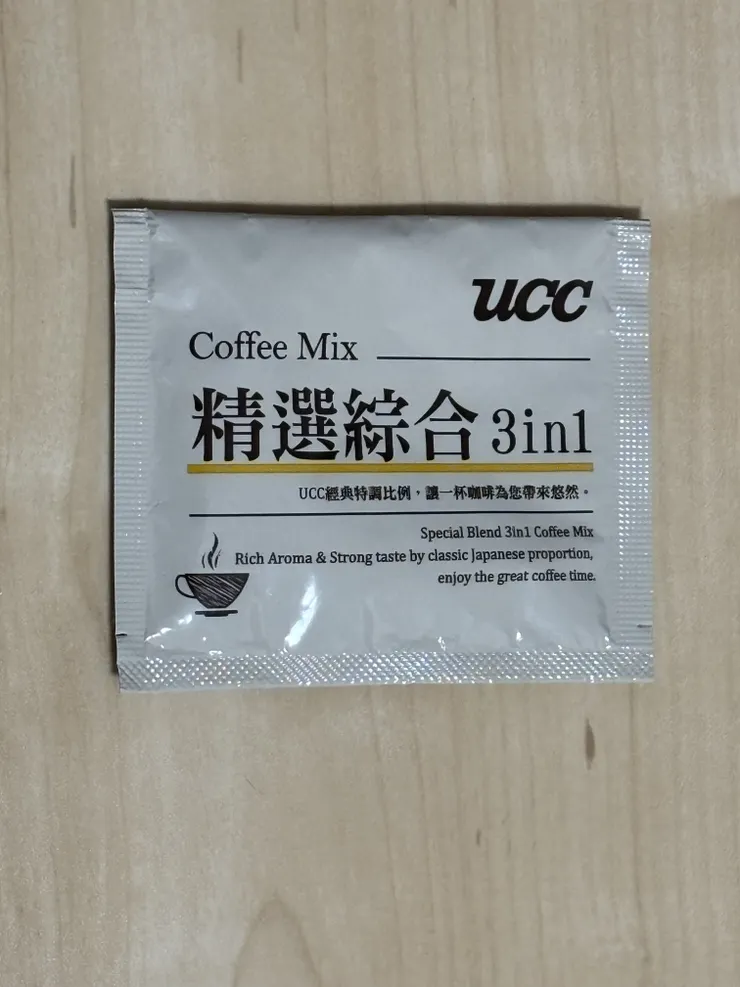 UCC
Coffee Mix
精選綜合 3in1
UCC經典特調比例，讓一杯咖啡為您帶來悠然。
Special Blend 3in1 Coffee Mix
Rich Aroma & Strong taste by classic Japanese proportion,
enjoy the great coffee time.